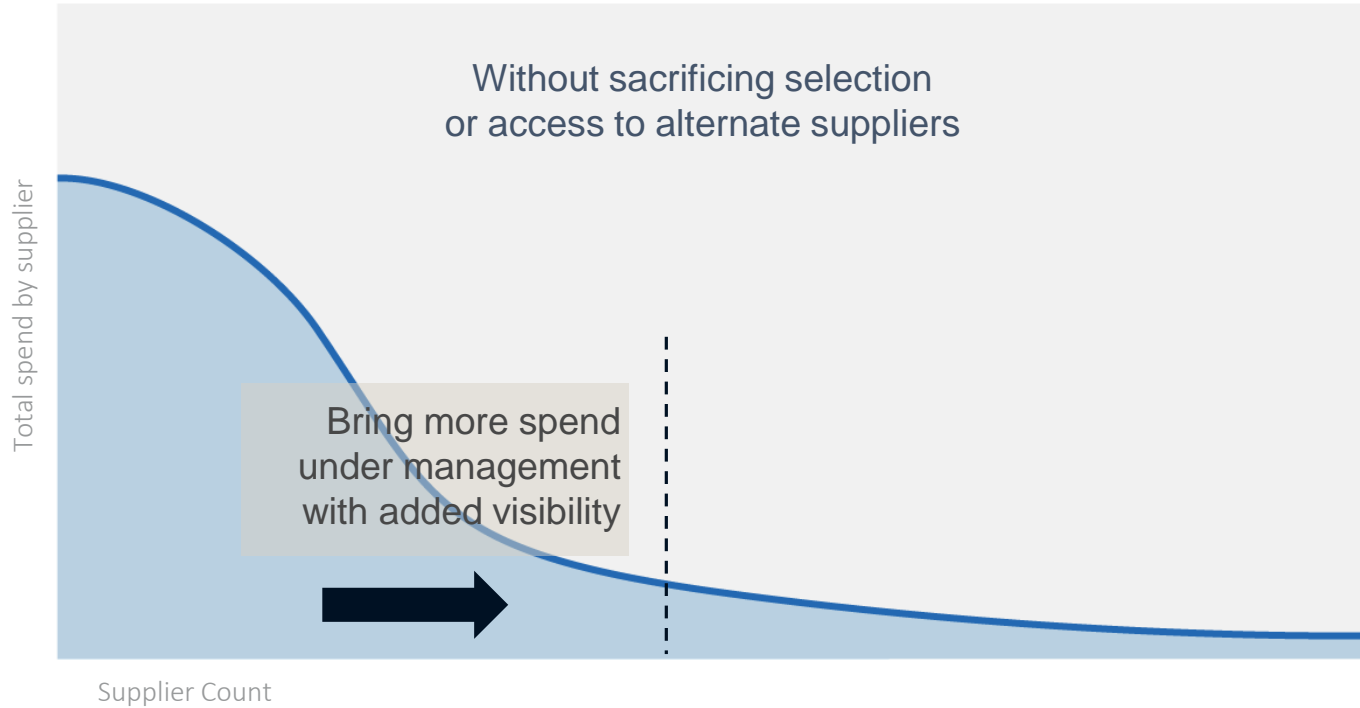 Without sacrificing selection
or access to alternate suppliers
Total spend by supplier
Bring more spend
under management
with added visibility
Supplier Count